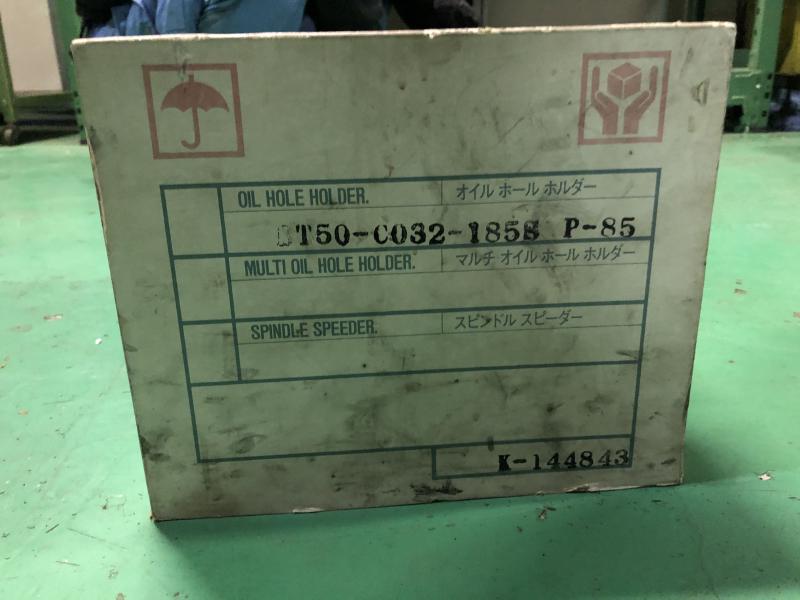 OIL HOLE HOLDER. オイル ホール ホルダー
T50-CO32-185S P-85
MULTI OIL HOLE HOLDER. マルチ オイル ホール ホルダー
SPINDLE SPEEDER. スピンドル スピーダー
K-144843